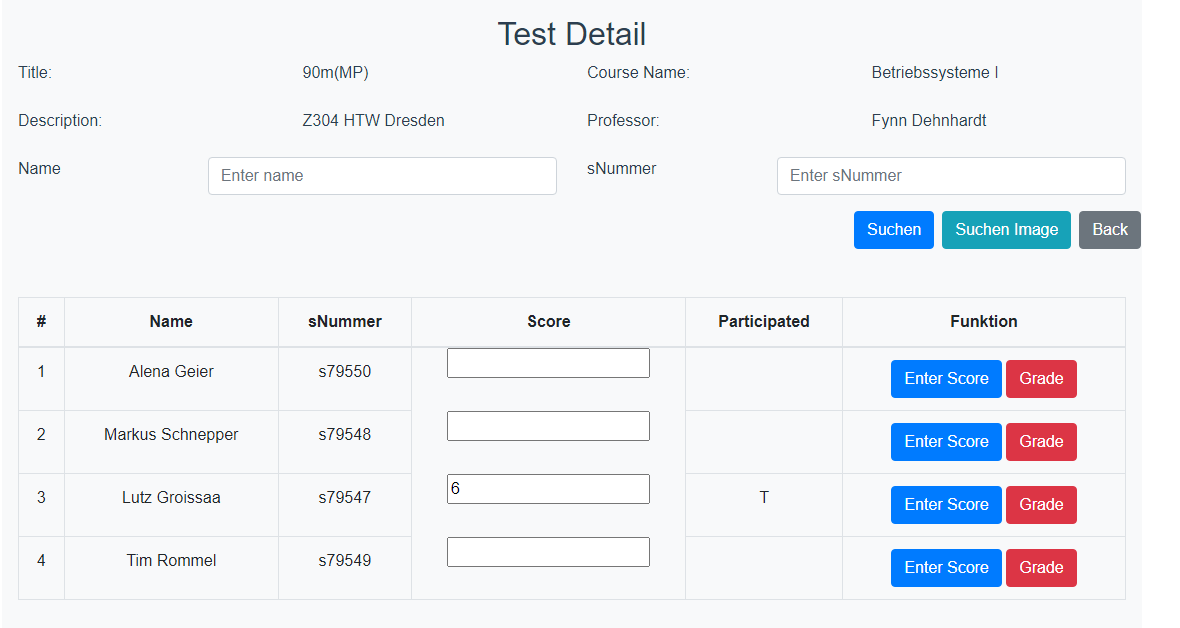 Test Detail
Title: 90m(MP) Course Name: Betriebssysteme I
Description: Z304 HTW Dresden Professor: Fynn Dehnhardt
Name Enter name sNummer Enter sNummer
Suchen Suchen Image Back
# Name sNummer Score Participated Funktion
1 Alena Geier s79550 Enter Score Grade
2 Markus Schnepper s79548 Enter Score Grade
3 Lutz Groissaa s79547 6 T Enter Score Grade
4 Tim Rommel s79549 Enter Score Grade